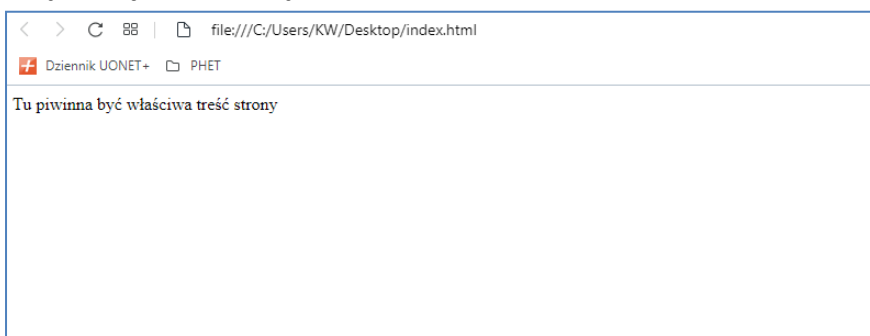 file:///C:/Users/KW/Desktop/index.html
Dziennik UONET+ PHET
Tu piwinna być właściwa treść strony